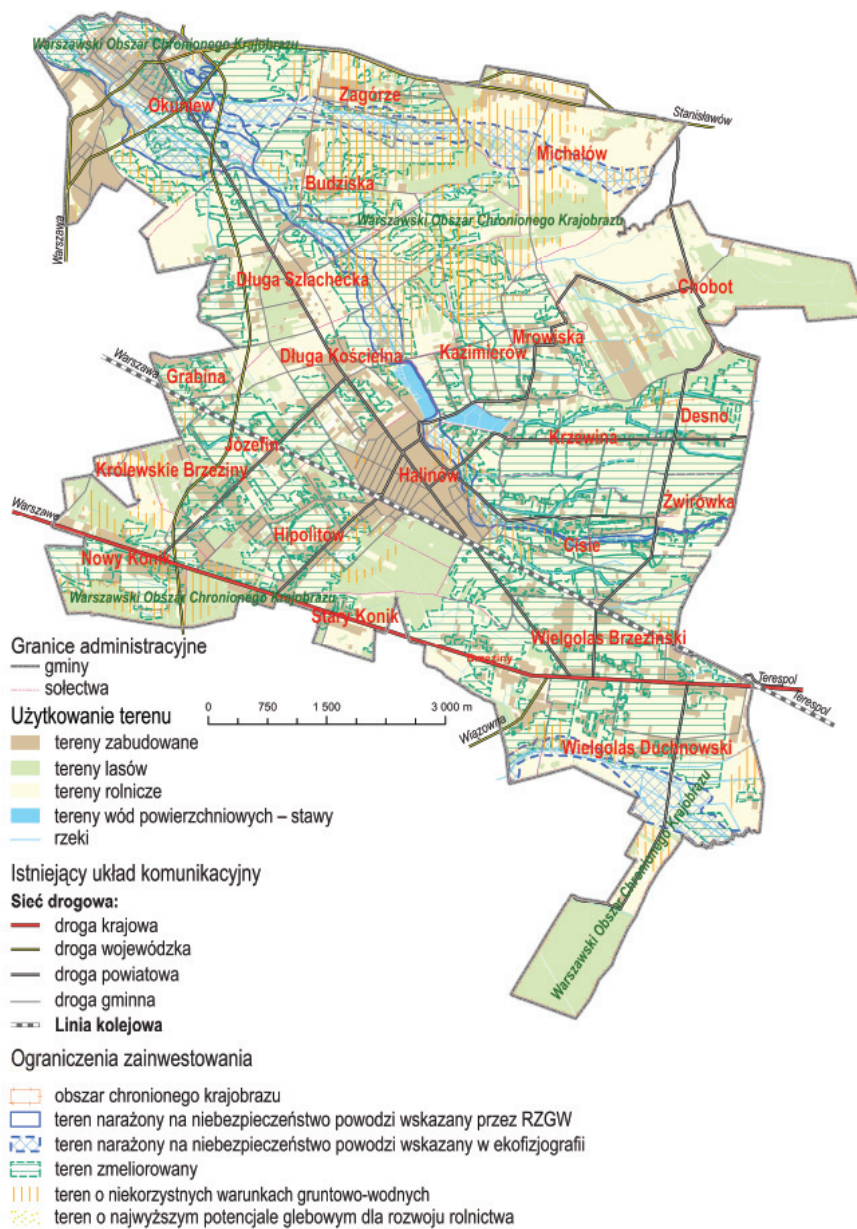 Warszawski Obszar Chronionego Krajobrazu
Okuniew
Zagórze
Stanisławów
Michałów
Budziska
Warszawski Obszar Chronionego Krajobrazu
Warszawa
Długa Szlachecka
Chobot
Mrowiska
Długa Kościelna
Kazimierów
Warszawa
Grabina
Desno
Józefin
Krzewina
Królewskie Brzeziny
Halinów
Żwirówka
Warszawa
Hipolitów
Cisie
Nowy Konik
Warszawski Obszar Chronionego Krajobrazu
Stary Konik
Wielgolas Brzeziński
Brzeziny
Terespol
Terespol
Wiązowna
Wielgolas Duchnowski
Warszawski Obszar Chronionego Krajobrazu
Granice administracyjne
gminy
sołectwa
0 750 1 500 3 000 m
Użytkowanie terenu
tereny zabudowane
tereny lasów
tereny rolnicze
tereny wód powierzchniowych – stawy
rzeki
Istniejący układ komunikacyjny
Sieć drogowa:
droga krajowa
droga wojewódzka
droga powiatowa
droga gminna
Linia kolejowa
Ograniczenia zainwestowania
obszar chronionego krajobrazu
teren narażony na niebezpieczeństwo powodzi wskazany przez RZGW
teren narażony na niebezpieczeństwo powodzi wskazany w ekofizjografii
teren zmeliorowany
teren o niekorzystnych warunkach gruntowo-wodnych
teren o najwyższym potencjale glebowym dla rozwoju rolnictwa